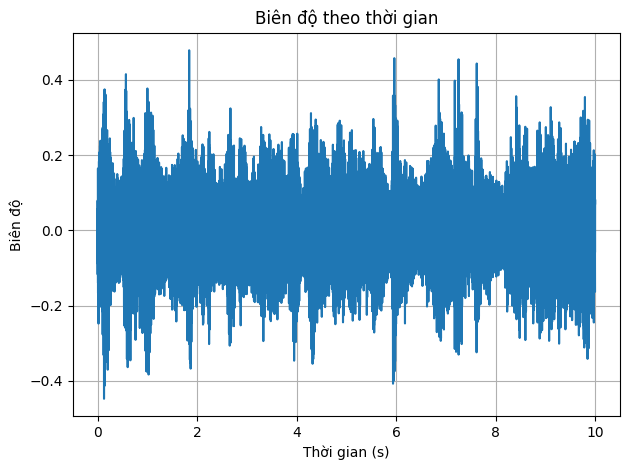 Biên độ theo thời gian
Biên độ
0.4
0.2
0.0
−0.2
−0.4
0 2 4 6 8 10
Thời gian (s)